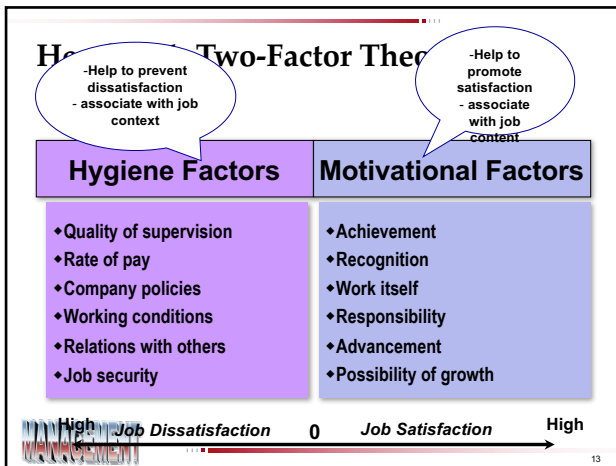 Two-Factor
-Help to prevent
dissatisfaction
- associate with job
context
-Help to
promote
satisfaction
- associate
with job
content
Hygiene Factors
Motivational Factors
◆Quality of supervision
◆Rate of pay
◆Company policies
◆Working conditions
◆Relations with others
◆Job security
◆Achievement
◆Recognition
◆Work itself
◆Responsibility
◆Advancement
◆Possibility of growth
High Job Dissatisfaction 0 Job Satisfaction High
MANAGEMENT
13